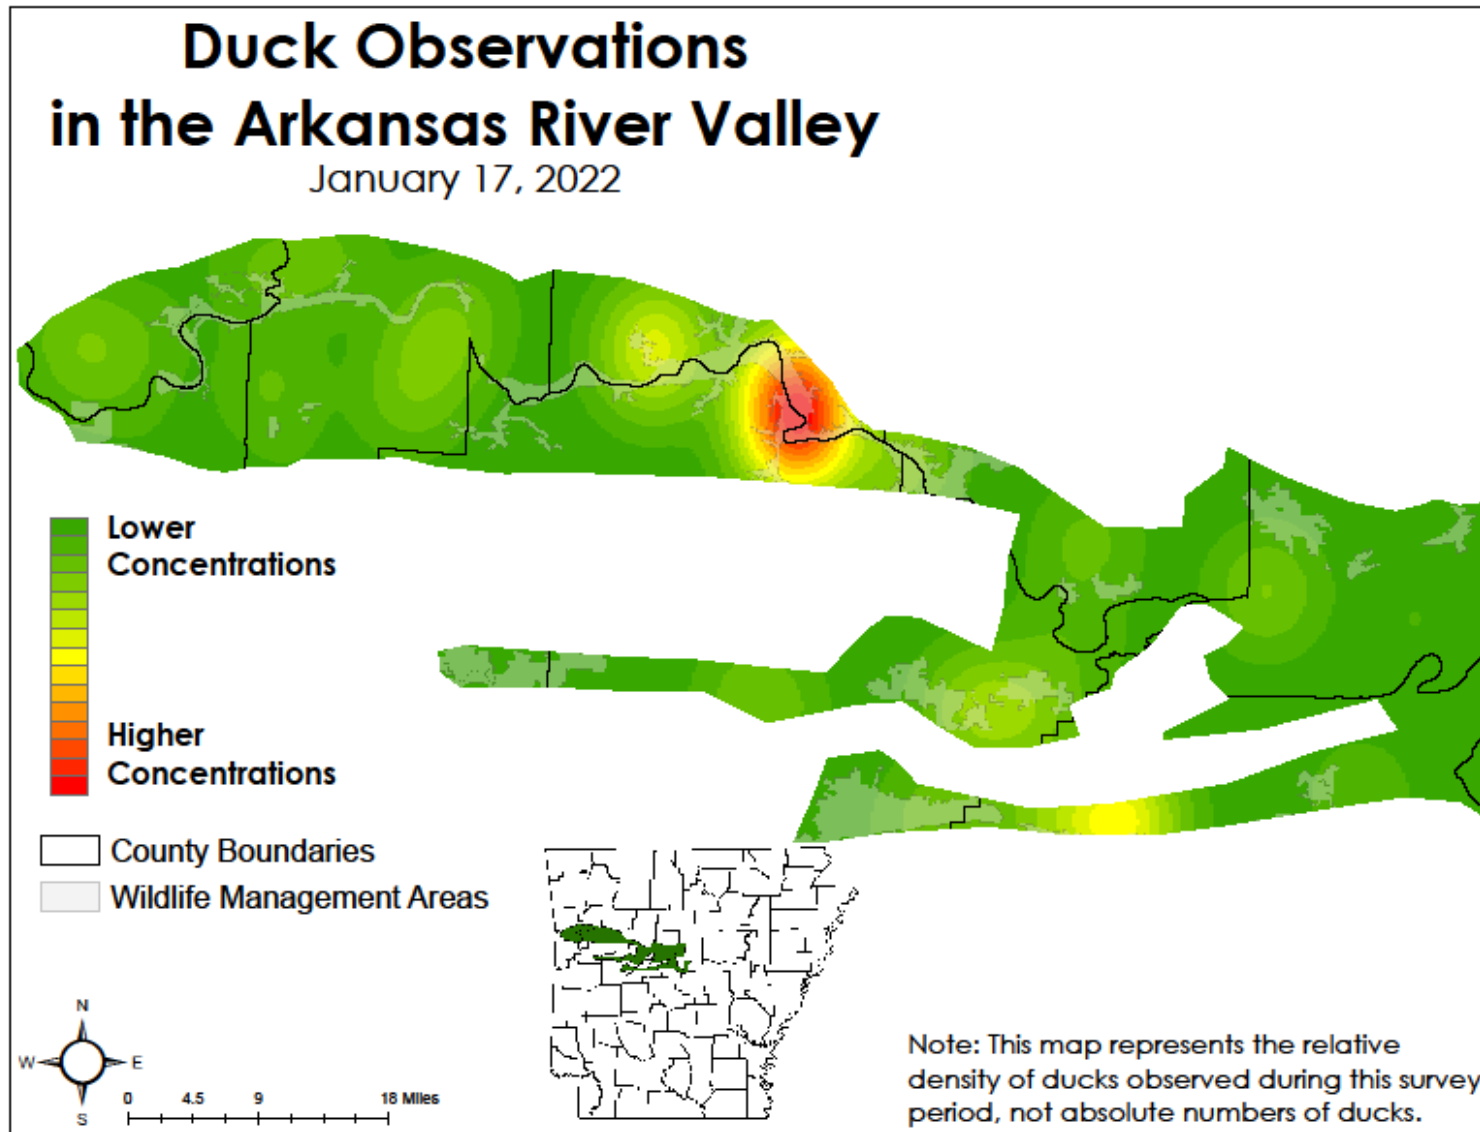 Duck Observations
in the Arkansas River Valley
January 17, 2022
Lower
Concentrations
Higher
Concentrations
County Boundaries
Wildlife Management Areas
N
W
E
S
0 4.5 9 18 Miles
Note: This map represents the relative
density of ducks observed during this survey
period, not absolute numbers of ducks.